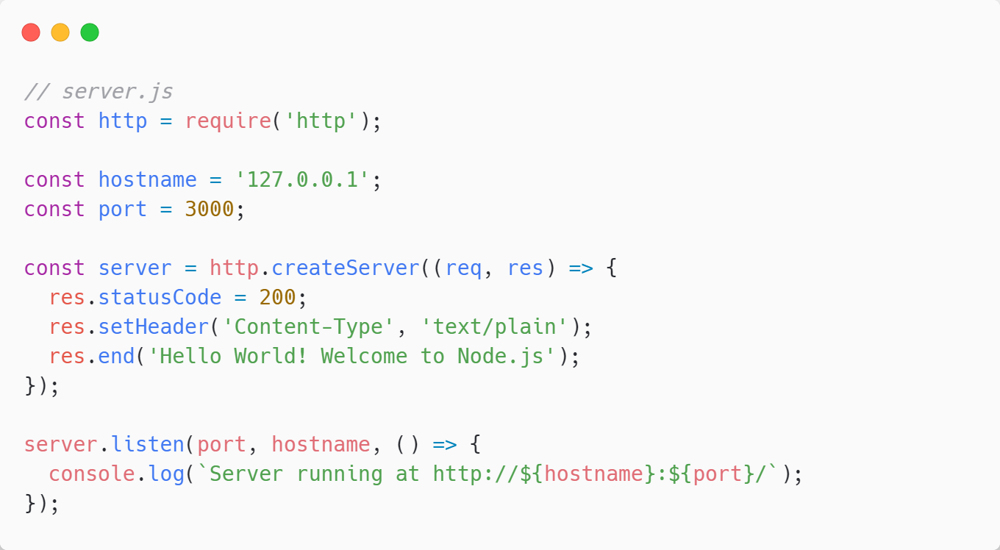 // server.js
const http = require('http');

const hostname = '127.0.0.1';
const port = 3000;

const server = http.createServer((req, res) => {
  res.statusCode = 200;
  res.setHeader('Content-Type', 'text/plain');
  res.end('Hello World! Welcome to Node.js');
});

server.listen(port, hostname, () => {
  console.log(`Server running at http://${hostname}:${port}/`);
});